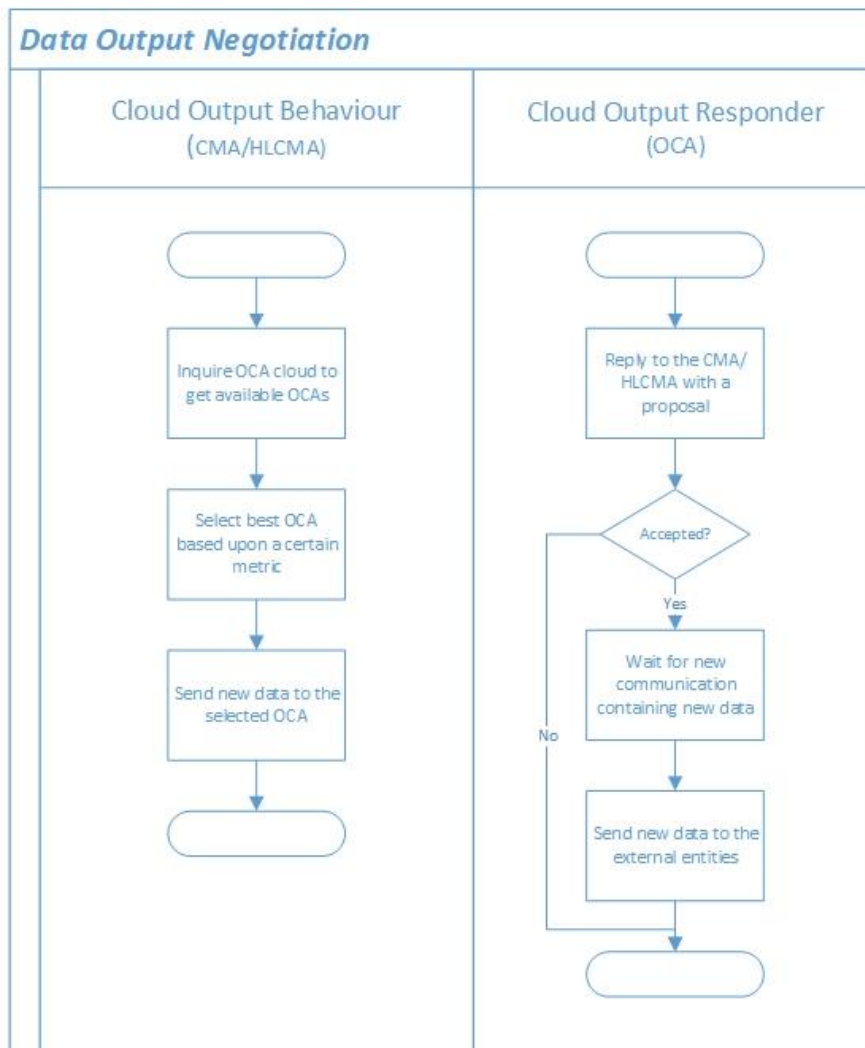 Data Output Negotiation
Cloud Output Behaviour
(CMA/HLCMA)
Cloud Output Responder
(OCA)
Inquire OCA cloud to
get available OCAs
Select best OCA
based upon a certain
metric
Send new data to the
selected OCA
Reply to the CMA/
HLCMA with a
proposal
Accepted?
Yes
Wait for new
communication
containing new data
No
Send new data to the
external entities